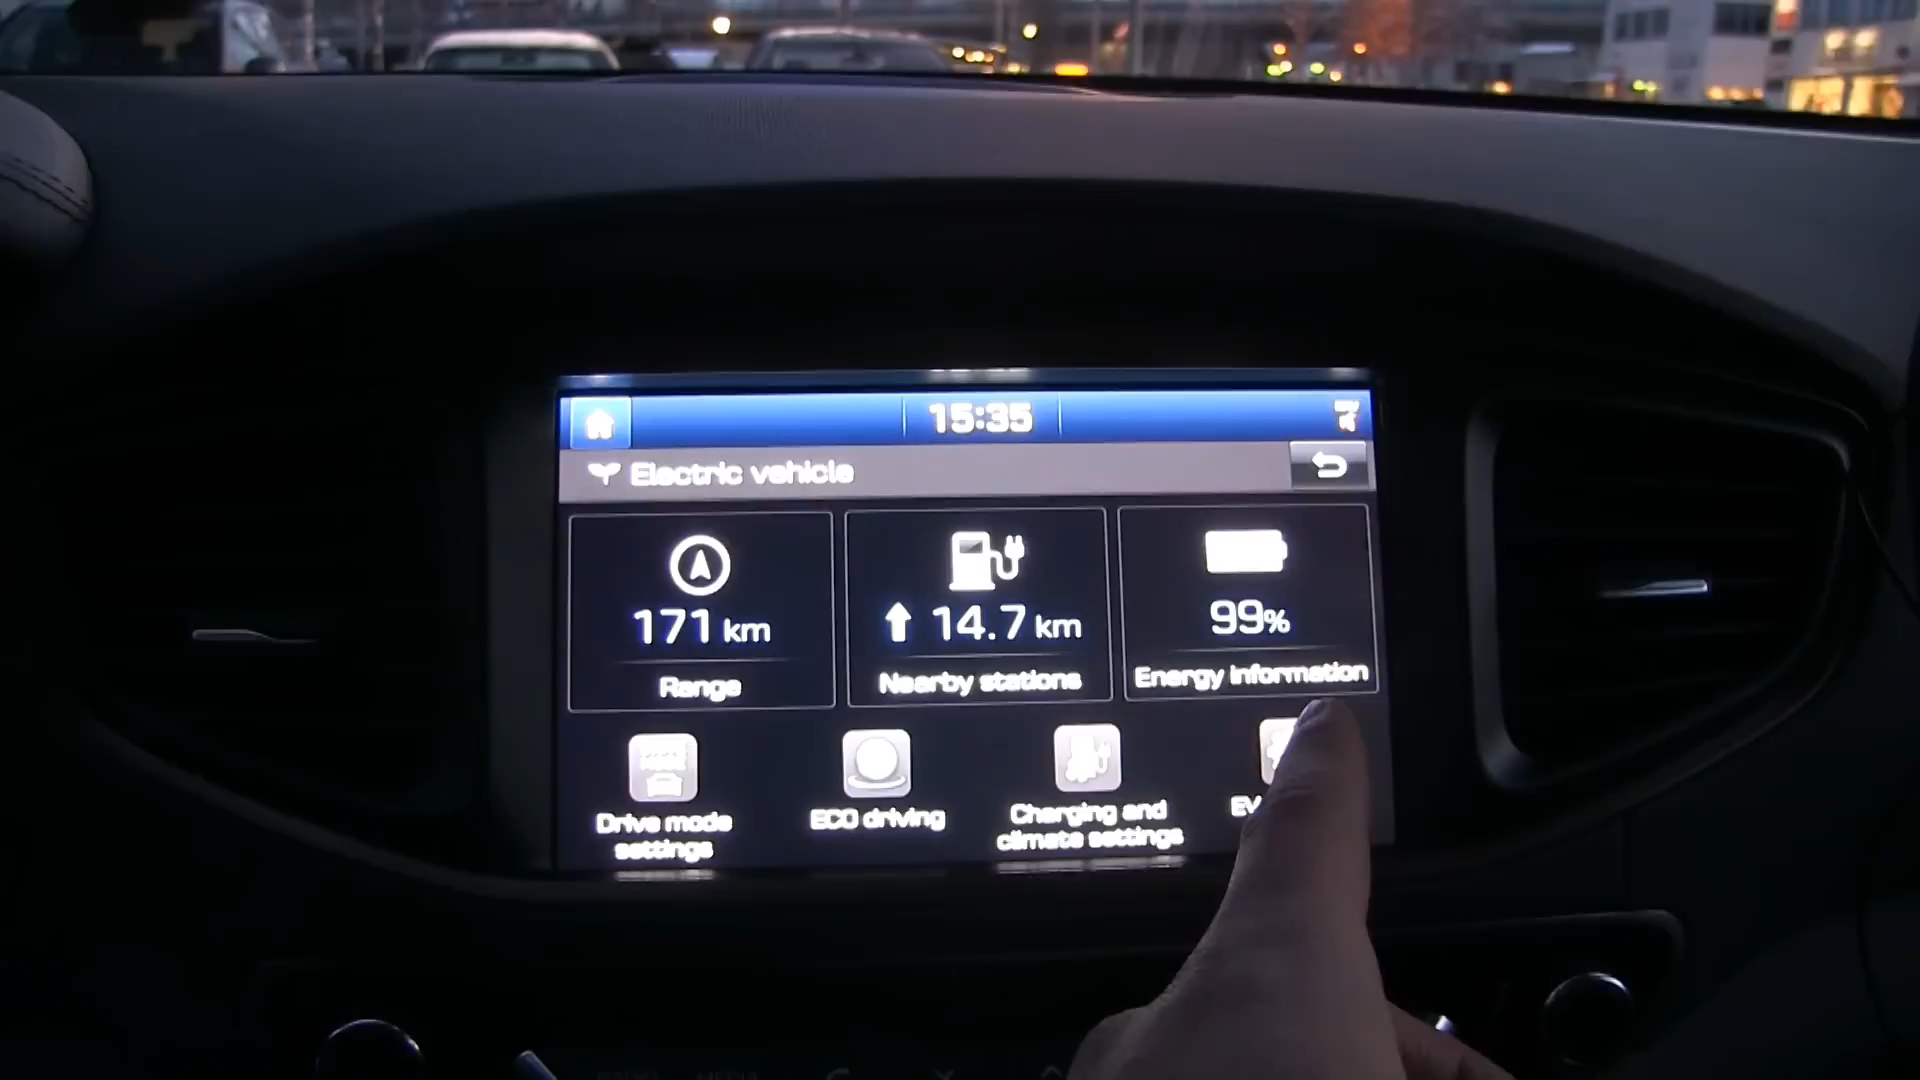 15:35
Electric vehicle
171 km
14.7 km
99%
Range
Nearby stations
Energy information
Drive mode
settings
ECO driving
Charging and
climate settings
EV